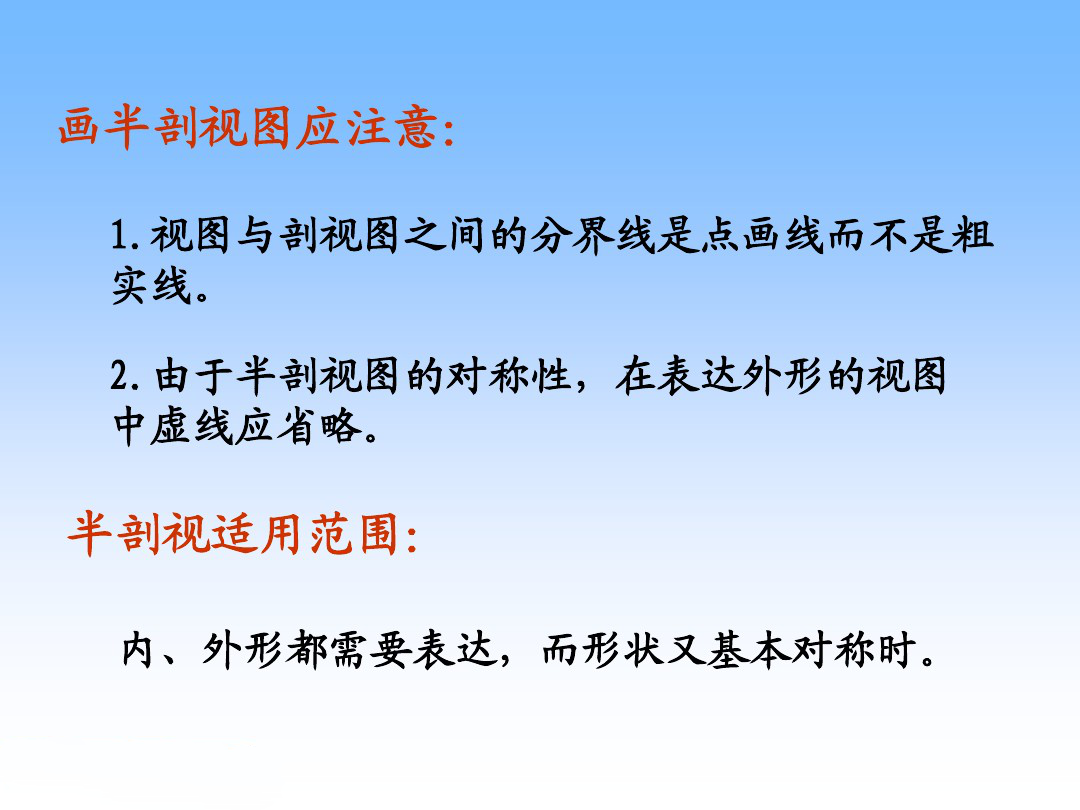 画半剖视图应注意：
1.视图与剖视图之间的分界线是点画线而不是粗
实线。
2.由于半剖视图的对称性，在表达外形的视图
中虚线应省略。
半剖视适用范围：
内、外形都需要表达，而形状又基本对称时。